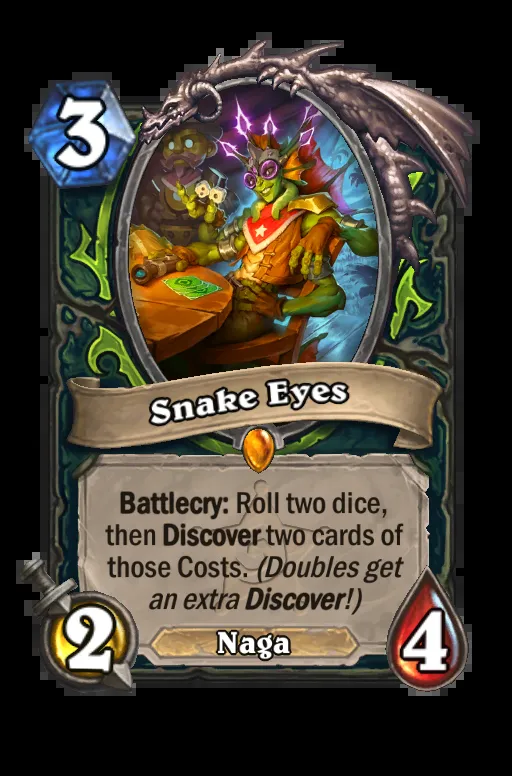 3
Snake Eyes
Battlecry: Roll two dice,
then Discover two cards of
those Costs. (Doubles get
an extra Discover!)
2
Naga
4